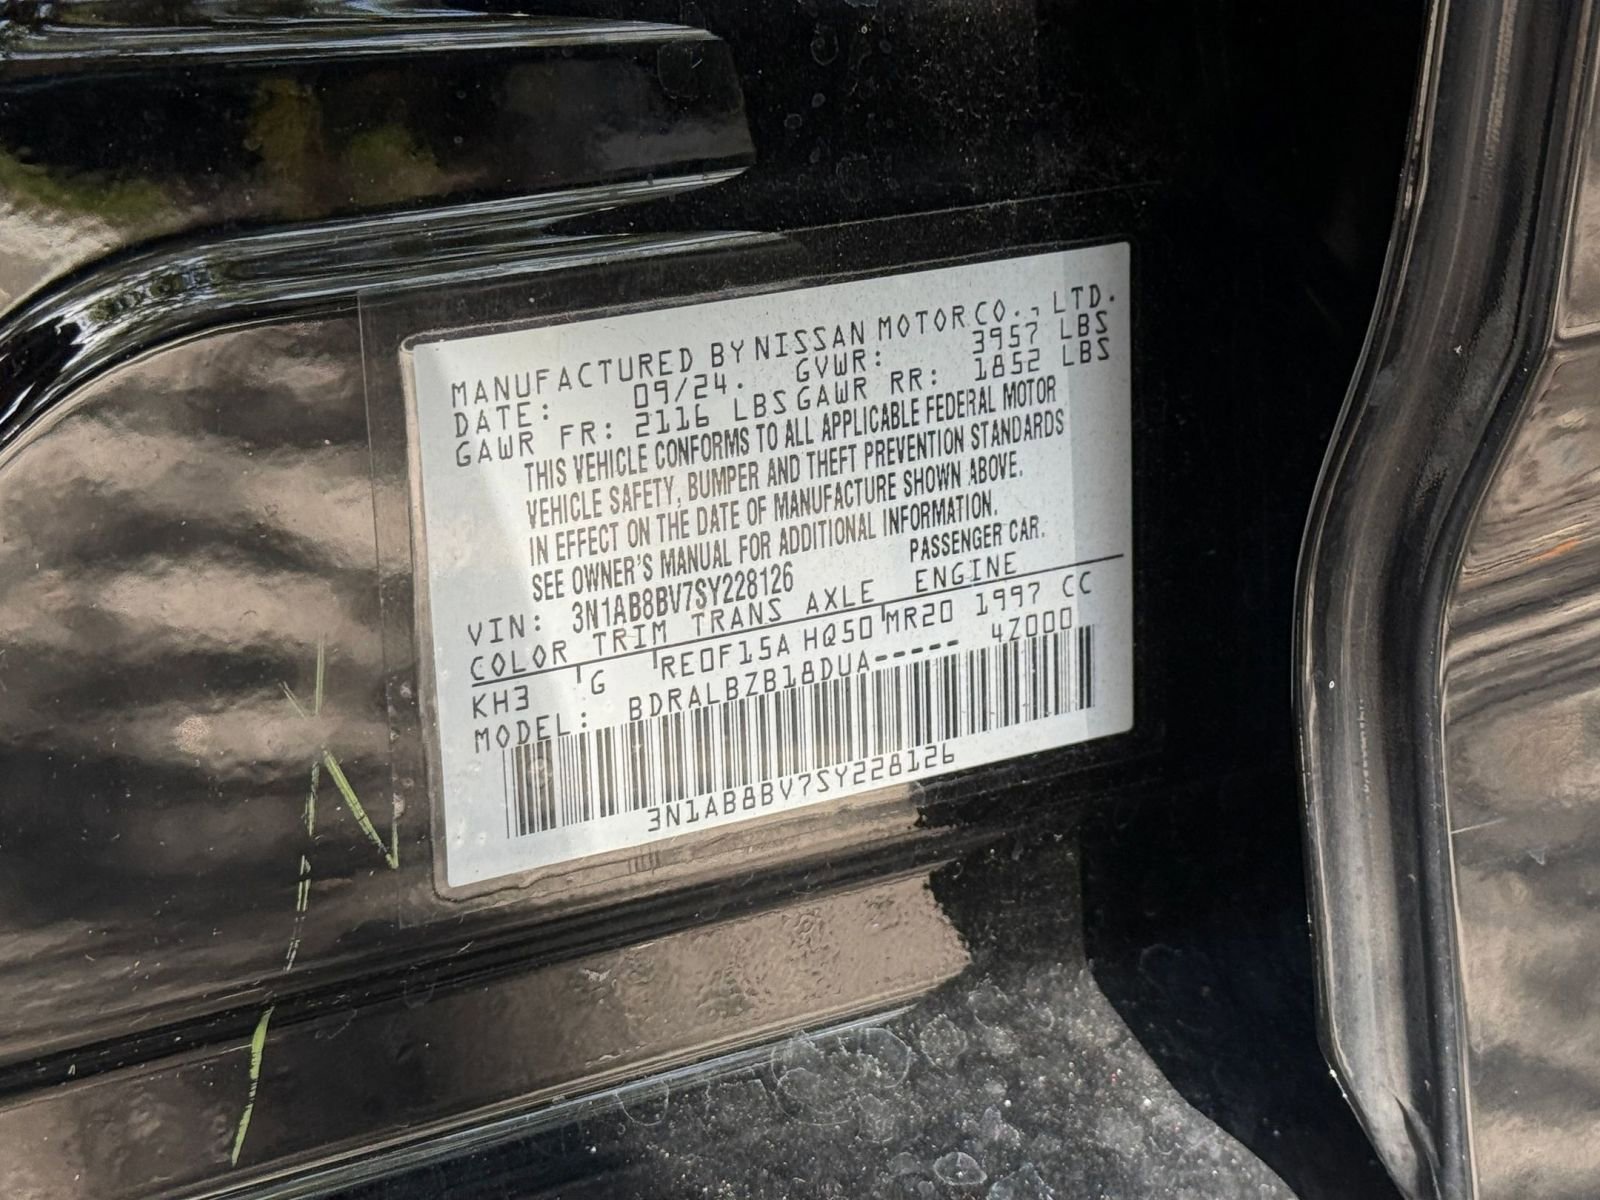 MANUFACTURED BY NISSAN MOTOR CO., LTD.
DATE: 09/24. GVWR: 3957 LBS
GAWR FR: 2116 LBS GAWR RR: 1852 LBS
THIS VEHICLE CONFORMS TO ALL APPLICABLE FEDERAL MOTOR
VEHICLE SAFETY, BUMPER AND THEFT PREVENTION STANDARDS
IN EFFECT ON THE DATE OF MANUFACTURE SHOWN ABOVE.
SEE OWNER'S MANUAL FOR ADDITIONAL INFORMATION.
VIN: 3N1AB8BV7SY228126 PASSENGER CAR.
COLOR TRIM TRANS AXLE ENGINE
KH3 G RE0F15A HQ50 MR20 1997 CC
MODEL: BDRALBZB18DUA----- 4Z000
3N1AB8BV7SY228126